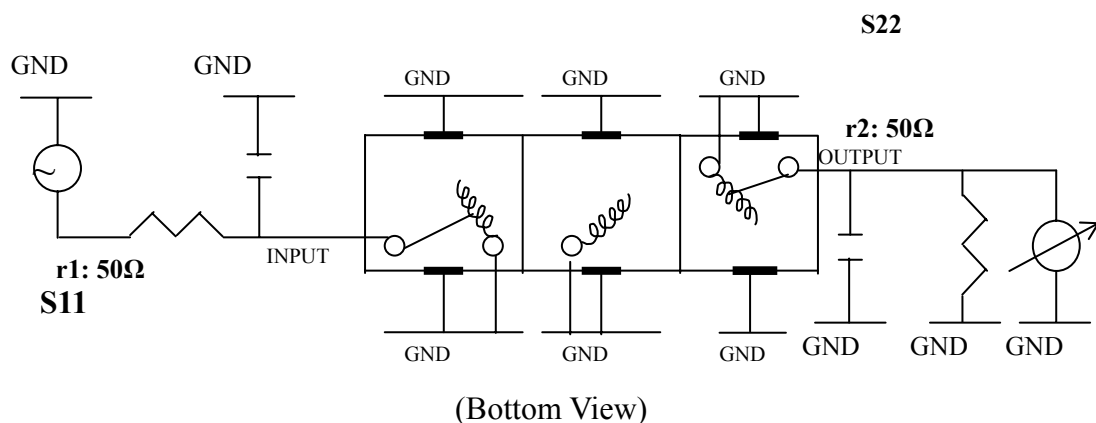 S22
GND
GND
GND
GND
GND
r2: 50Ω
OUTPUT
INPUT
r1: 50Ω
S11
GND
GND
GND
GND
GND
GND
(Bottom View)